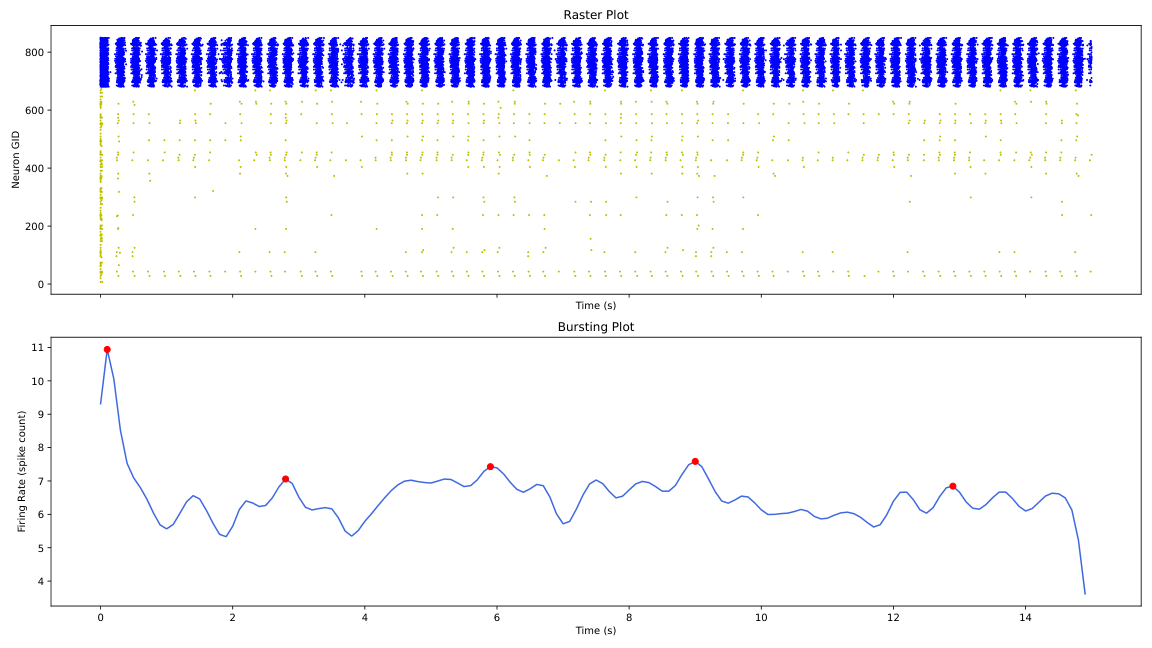 Raster Plot
Neuron GID
800
600
400
200
0
Time (s)
Bursting Plot
Firing Rate (spike count)
11
10
9
8
7
6
5
4
0 2 4 6 8 10 12 14
Time (s)